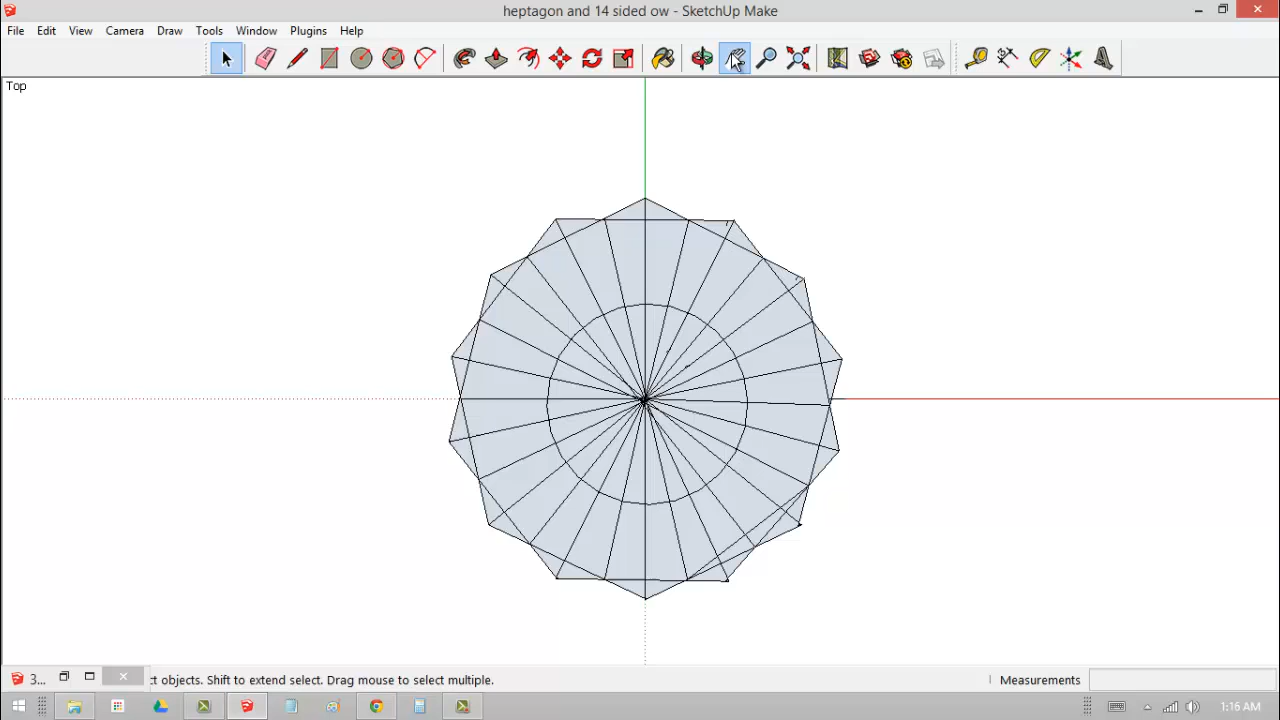 heptagon and 14 sided ow - SketchUp Make
File Edit View Camera Draw Tools Window Plugins Help
Top
3... ct objects. Shift to extend select. Drag mouse to select multiple. Measurements
1:16 AM